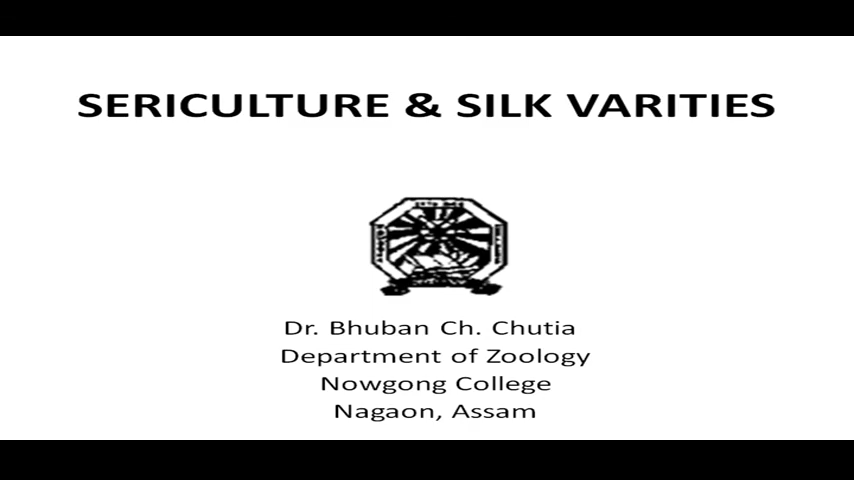 SERICULTURE & SILK VARITIES
Dr. Bhuban Ch. Chutia
Department of Zoology
Nowgong College
Nagaon, Assam